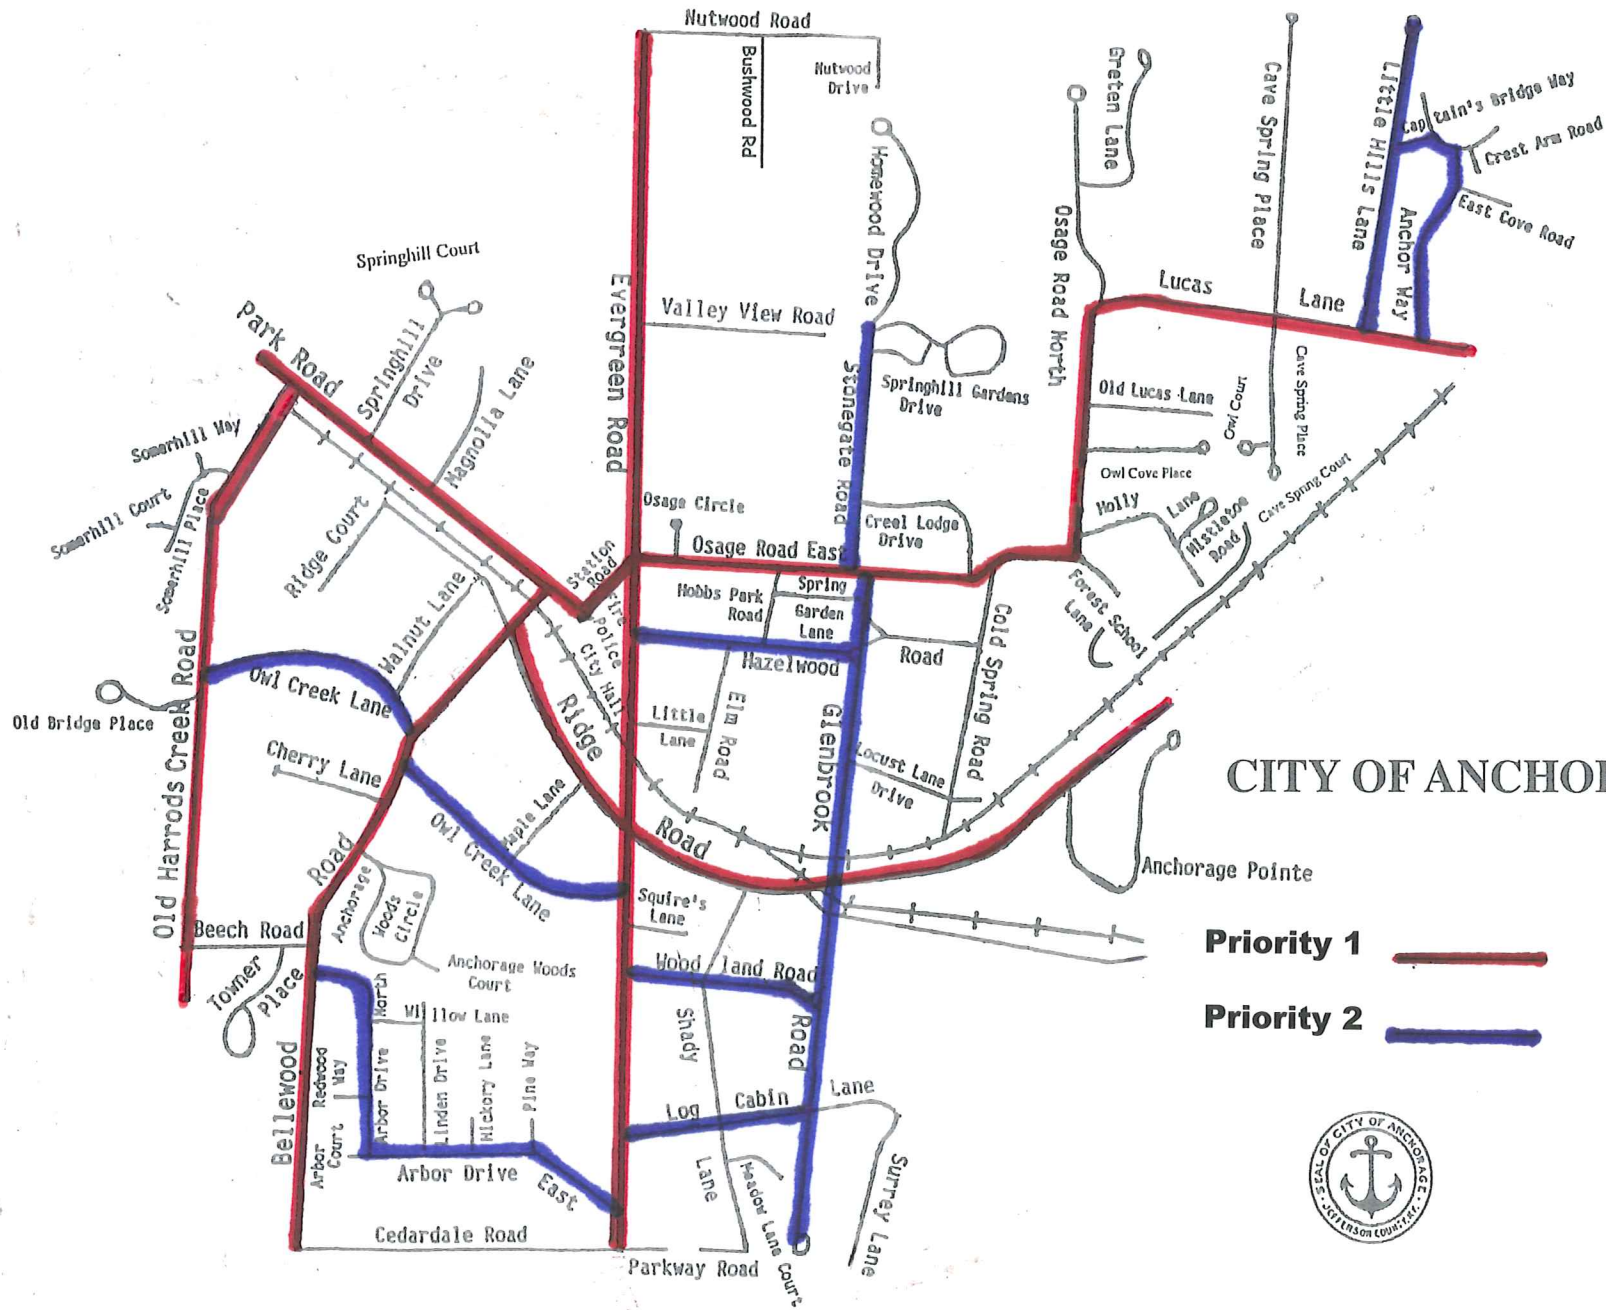 Nutwood Road
Bushwood Rd
Nutwood
Drive
Homewood Drive
Greten Lane
Cave Spring Place
Little Hills Lane
Captain's Bridge Way
Crest Arm Road
East Cove Road
Anchor Way
Osage Road North
Lucas
Lane
Springhill Court
Park Road
Springhill
Drive
Magnolia Lane
Evergreen Road
Valley View Road
Stonegate Road
Springhill Gardens
Drive
Old Lucas Lane
Owl Court
Cave Spring Place
Owl Cove Place
Cave Spring Court
Holly
Lane
Mistletoe
Road
Somerhill Way
Somerhill Court
Somerhill Place
Ridge Court
Osage Circle
Osage Road East
Creel Lodge
Drive
Station
Road
Fire
Police
City Hall
Hobbs Park
Road
Spring
Garden
Lane
Forest School
Lane
Walnut Lane
Owl Creek Lane
Old Harrods Creek Road
Old Bridge Place
Hazelwood
Road
Cold Spring Road
Ridge
Road
Little
Lane
Elm Road
Glenbrook
Road
Locust Lane
Drive
Cherry Lane
Maple Lane
Owl Creek Lane
CITY OF ANCHOR
Anchorage Pointe
Road
Anchorage
Woods
Circle
Squire's
Lane
Beech Road
Towner
Place
Anchorage Woods
Court
Wood land Road
Priority 1
Priority 2
North
Willow Lane
Shady
Lane
Bellewood
Redwood
Way
Arbor Drive
Linden Drive
Hickory Lane
Pine Way
Log
Cabin
Lane
Arbor
Court
Arbor Drive
East
Meadow Lane Court
Surrey Lane
Cedardale Road
Parkway Road
SEAL OF CITY OF ANCHORAGE
JEFFERSON COUNTY, KY.